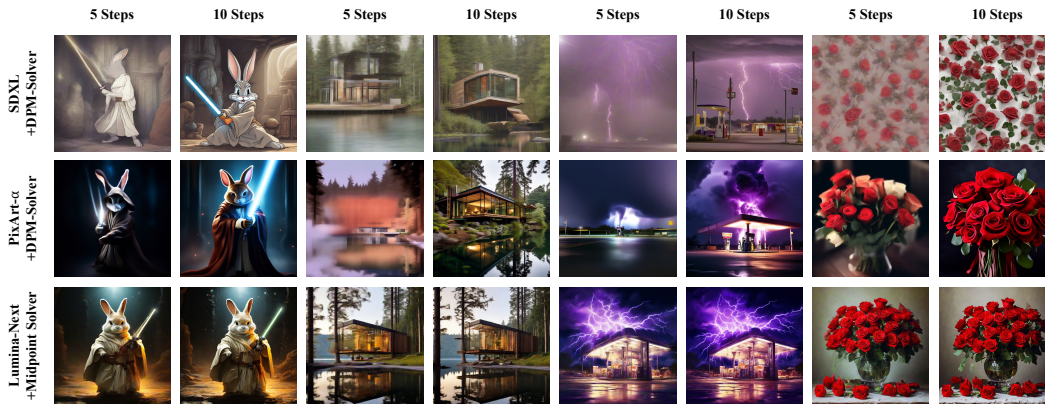 5 Steps 10 Steps 5 Steps 10 Steps 5 Steps 10 Steps 5 Steps 10 Steps
SDXL
+DPM-Solver
PixArt-α
+DPM-Solver
Lumina-Next
+Midpoint Solver